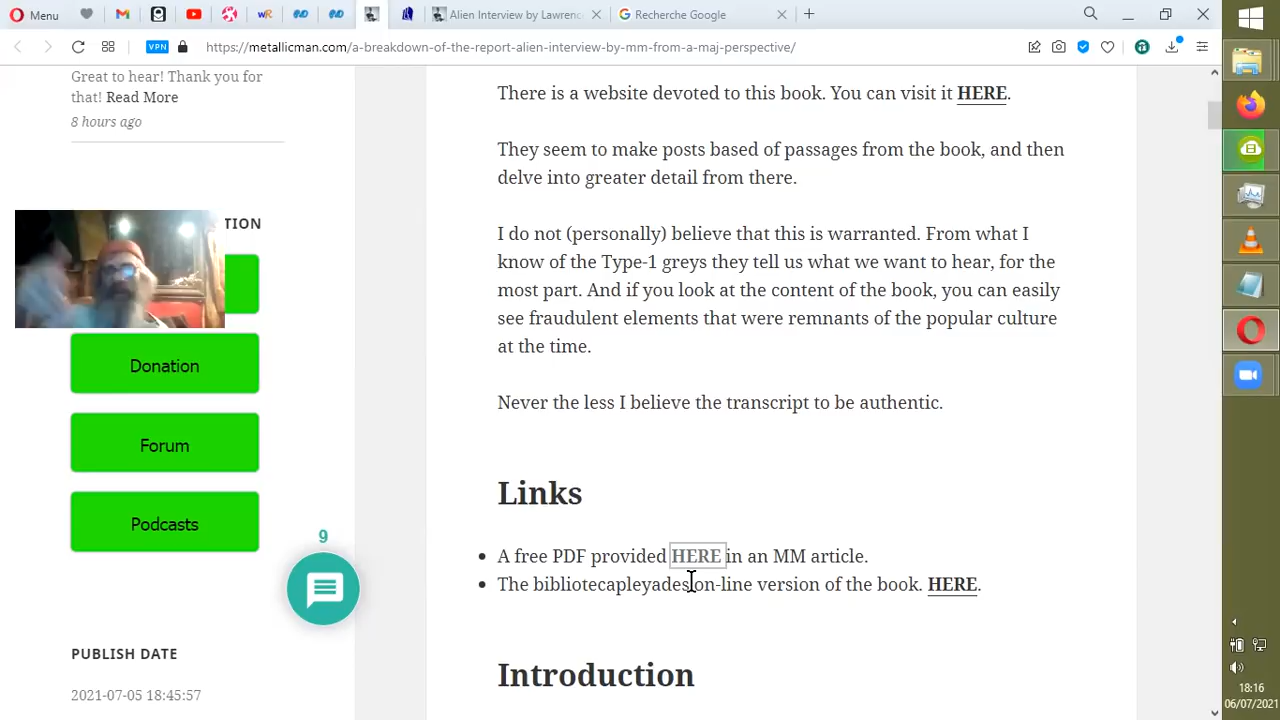 Menu
Alien Interview by Lawrenc
Recherche Google
VPN
https://metallicman.com/a-breakdown-of-the-report-alien-interview-by-mm-from-a-maj-perspective/
Great to hear! Thank you for
that! Read More
8 hours ago
TION
Donation
Forum
Podcasts
9
PUBLISH DATE
2021-07-05 18:45:57
There is a website devoted to this book. You can visit it HERE.
They seem to make posts based of passages from the book, and then
delve into greater detail from there.
I do not (personally) believe that this is warranted. From what I
know of the Type-1 greys they tell us what we want to hear, for the
most part. And if you look at the content of the book, you can easily
see fraudulent elements that were remnants of the popular culture
at the time.
Never the less I believe the transcript to be authentic.
Links
A free PDF provided HERE in an MM article.
The bibliotecapleyades on-line version of the book. HERE.
Introduction
18:16
06/07/2021